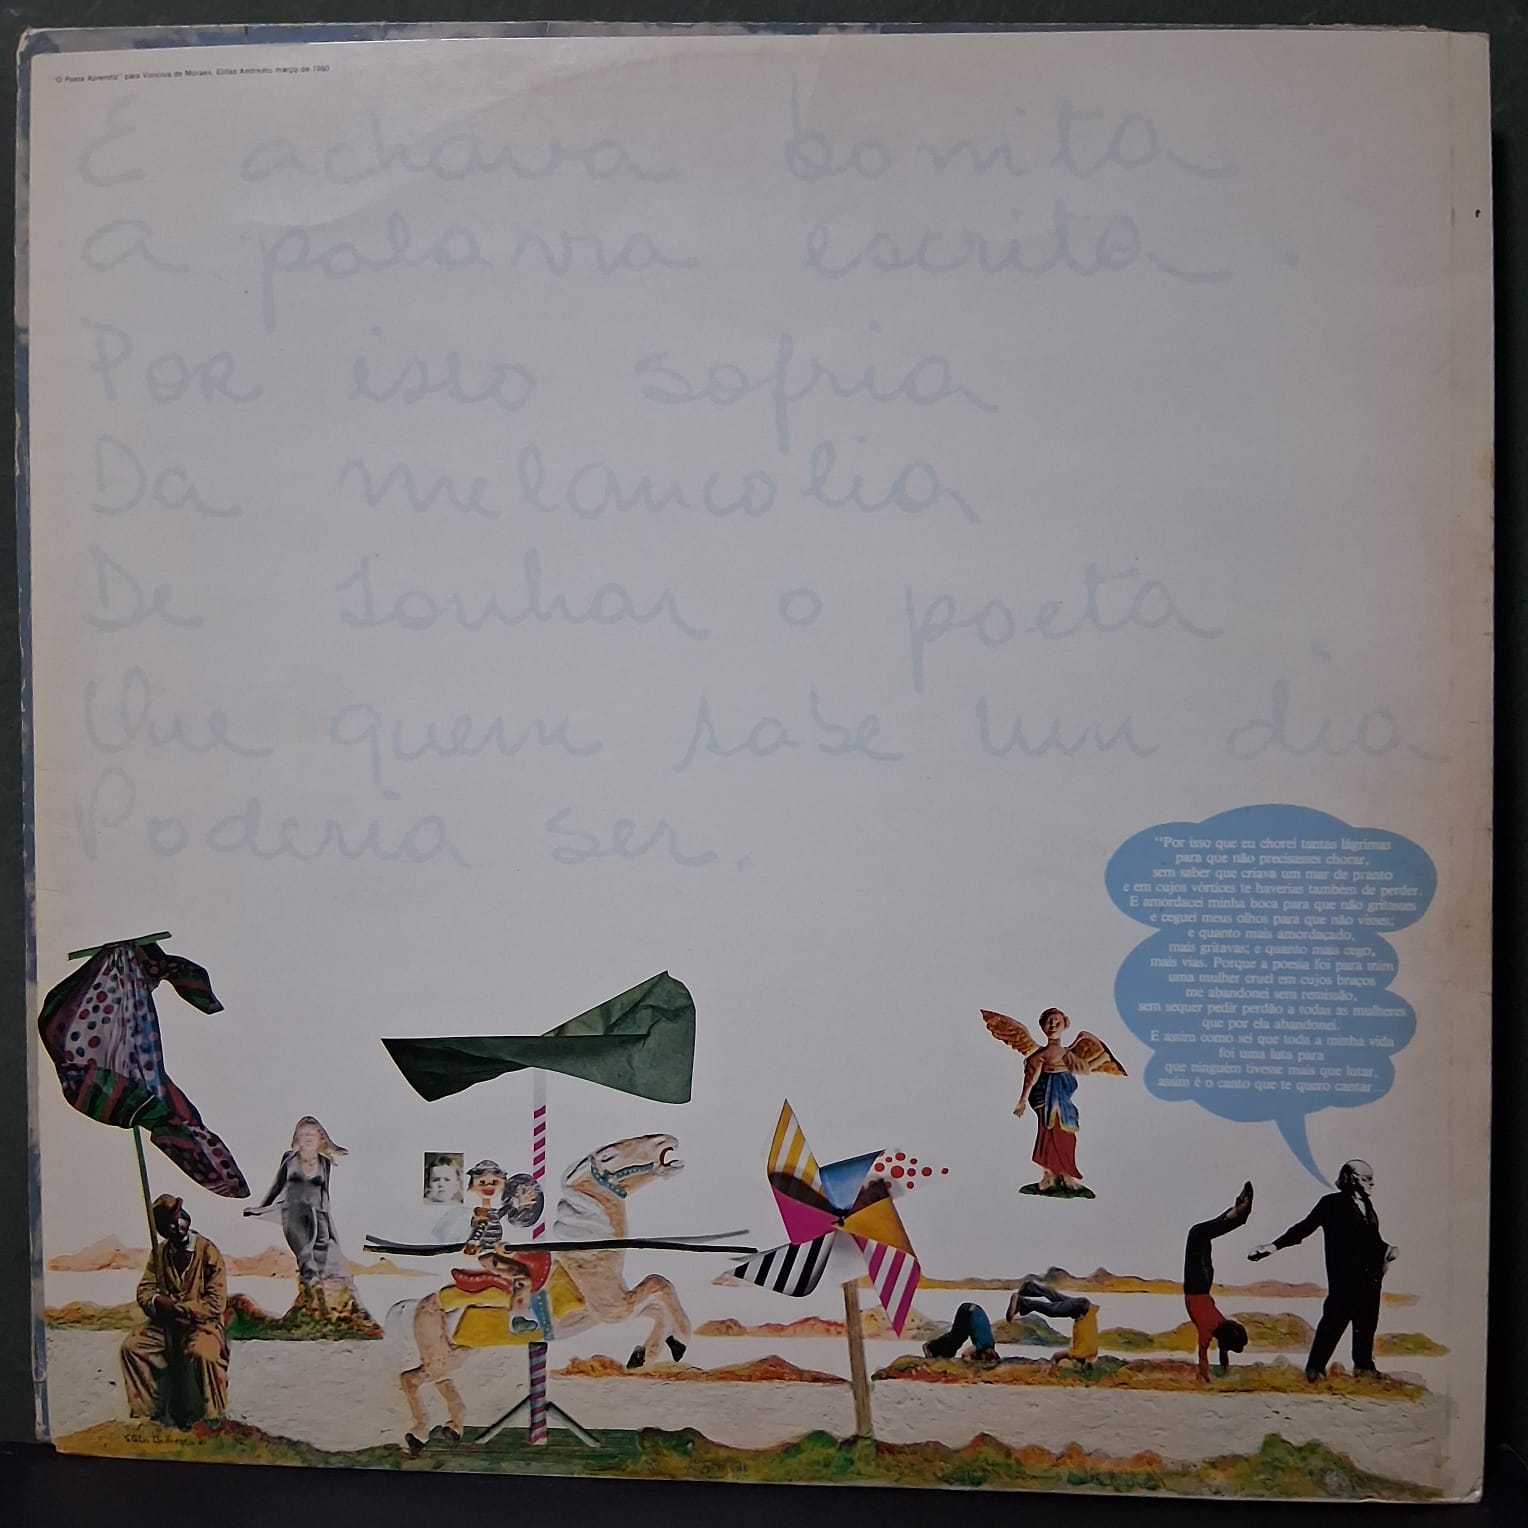 "O Poeta Aprendiz" para Vinicius de Moraes, Elifas Andreato março de 1980
E achava bonita
A palavra escrita.
Por isso sofria
Da melancolia
De sonhar o poeta
Que quem sabe um dia
Poderia ser.
"Por isso que eu chorei tantas lágrimas
para que não precisasses chorar,
sem saber que criava um mar de pranto
e em cujos vórtices te haverias também de perder.
E amordacei minha boca para que não gritasses
e ceguei meus olhos para que não visses;
e quanto mais amordaçado,
mais gritavas; e quanto mais cego,
mais vias. Porque a poesia foi para mim
uma mulher cruel em cujos braços
me abandonei sem remissão,
sem sequer pedir perdão a todas as mulheres
que por ela abandonei.
E assim como sei que toda a minha vida
foi uma luta para
que ninguém tivesse mais que lutar,
assim é o canto que te quero cantar...